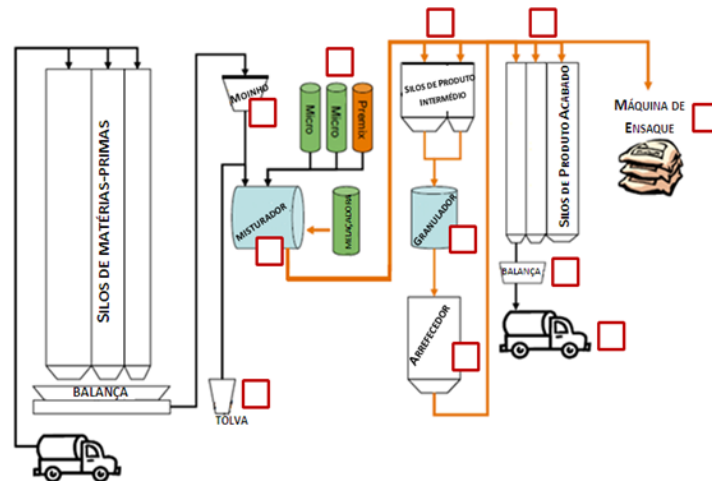 SILOS DE MATÉRIAS-PRIMAS
BALANÇA
MOINHO
TOLVA
Micro
Micro
Premix
MISTURADOR
MELAÇADORA
SILOS DE PRODUTO
INTERMÉDIO
GRANULADOR
ARREFECEDOR
SILOS DE PRODUTO ACABADO
BALANÇA
MÁQUINA DE
ENSAQUE